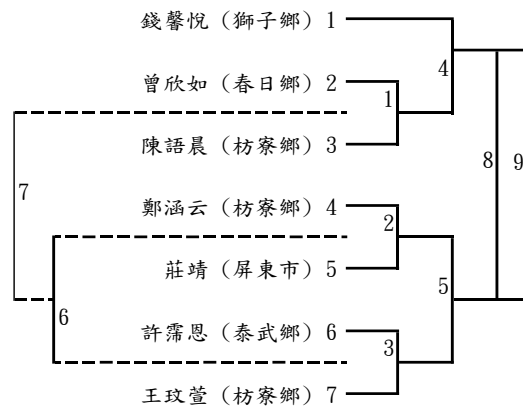 錢馨悅 (獅子鄉) 1
4
曾欣如 (春日鄉) 2
1
陳語晨 (枋寮鄉) 3
8
9
7
鄭涵云 (枋寮鄉) 4
2
莊靖 (屏東市) 5
5
6
許霈恩 (泰武鄉) 6
3
王玟萱 (枋寮鄉) 7